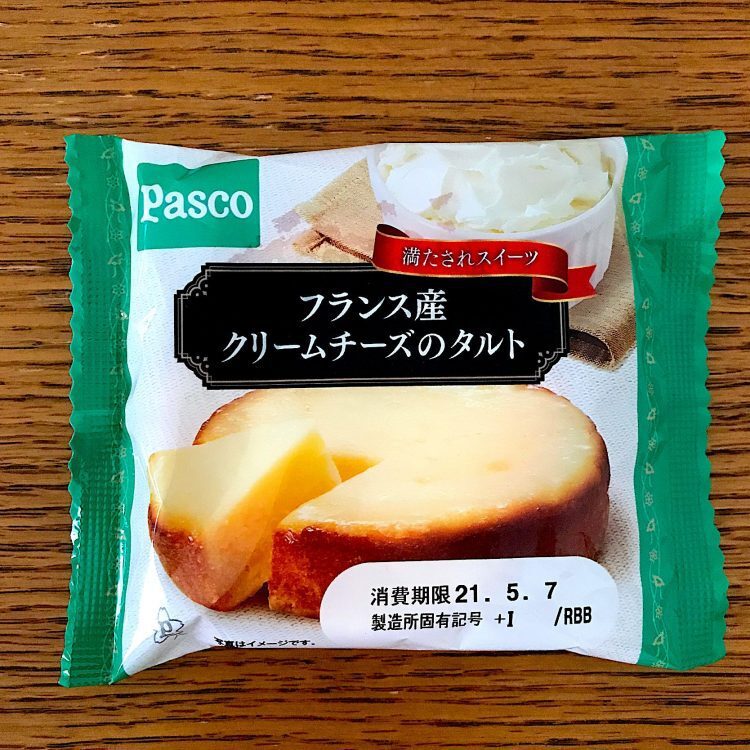 Pasco
満たされスイーツ
フランス産
クリームチーズのタルト
消費期限21. 5. 7
製造所固有記号 +I /RBB
写真はイメージです。